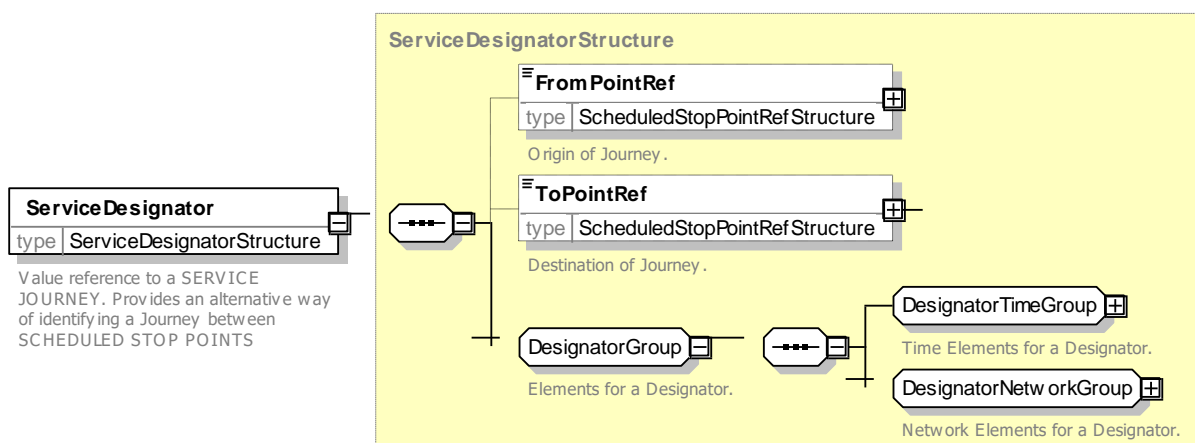 ServiceDesignatorStructure
FromPointRef
type ScheduledStopPointRefStructure
Origin of Journey.
ToPointRef
type ScheduledStopPointRefStructure
Destination of Journey.
ServiceDesignator
type ServiceDesignatorStructure
Value reference to a SERVICE
JOURNEY. Provides an alternative way
of identifying a Journey between
SCHEDULED STOP POINTS
DesignatorGroup
Elements for a Designator.
DesignatorTimeGroup
Time Elements for a Designator.
DesignatorNetworkGroup
Network Elements for a Designator.